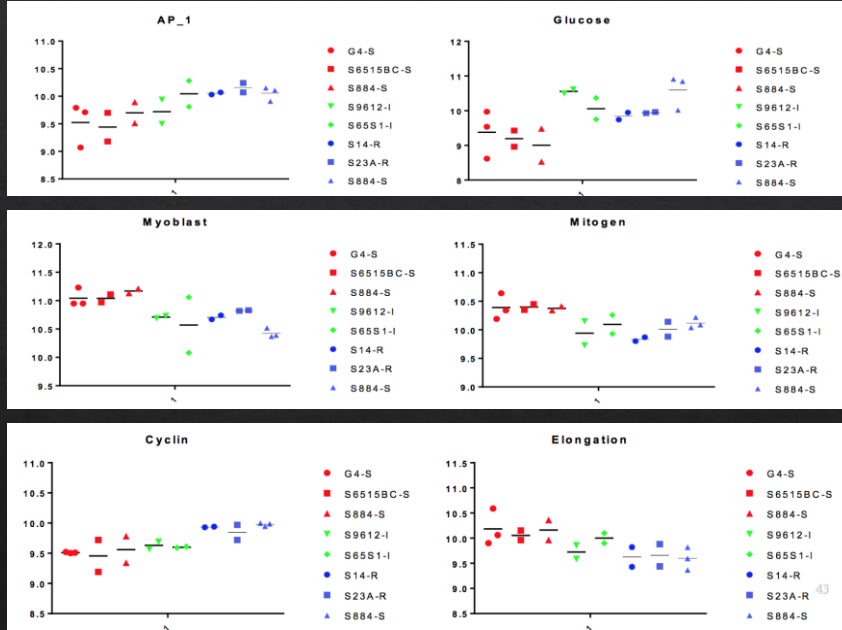 AP_1
11.0
10.5
10.0
9.5
9.0
8.5
1
G4-S
S6515BC-S
S884-S
S9612-I
S65S1-I
S14-R
S23A-R
S884-S
Glucose
12
11
10
9
8
1
G4-S
S6515BC-S
S884-S
S9612-I
S65S1-I
S14-R
S23A-R
S884-S
Myoblast
12.0
11.5
11.0
10.5
10.0
9.5
1
G4-S
S6515BC-S
S884-S
S9612-I
S65S1-I
S14-R
S23A-R
S884-S
Mitogen
11.5
11.0
10.5
10.0
9.5
9.0
1
G4-S
S6515BC-S
S884-S
S9612-I
S65S1-I
S14-R
S23A-R
S884-S
Cyclin
11.0
10.5
10.0
9.5
9.0
8.5
1
G4-S
S6515BC-S
S884-S
S9612-I
S65S1-I
S14-R
S23A-R
S884-S
Elongation
11.5
11.0
10.5
10.0
9.5
9.0
8.5
1
G4-S
S6515BC-S
S884-S
S9612-I
S65S1-I
S14-R
S23A-R
S884-S
43